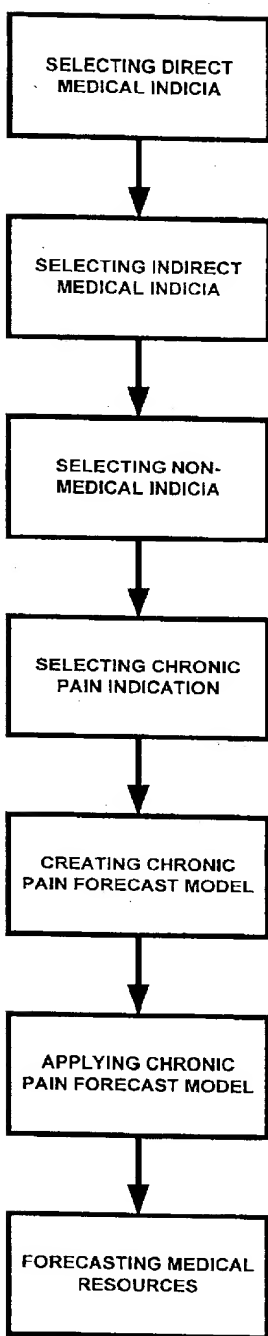 SELECTING DIRECT
MEDICAL INDICIA
SELECTING INDIRECT
MEDICAL INDICIA
SELECTING NON-
MEDICAL INDICIA
SELECTING CHRONIC
PAIN INDICATION
CREATING CHRONIC
PAIN FORECAST MODEL
APPLYING CHRONIC
PAIN FORECAST MODEL
FORECASTING MEDICAL
RESOURCES